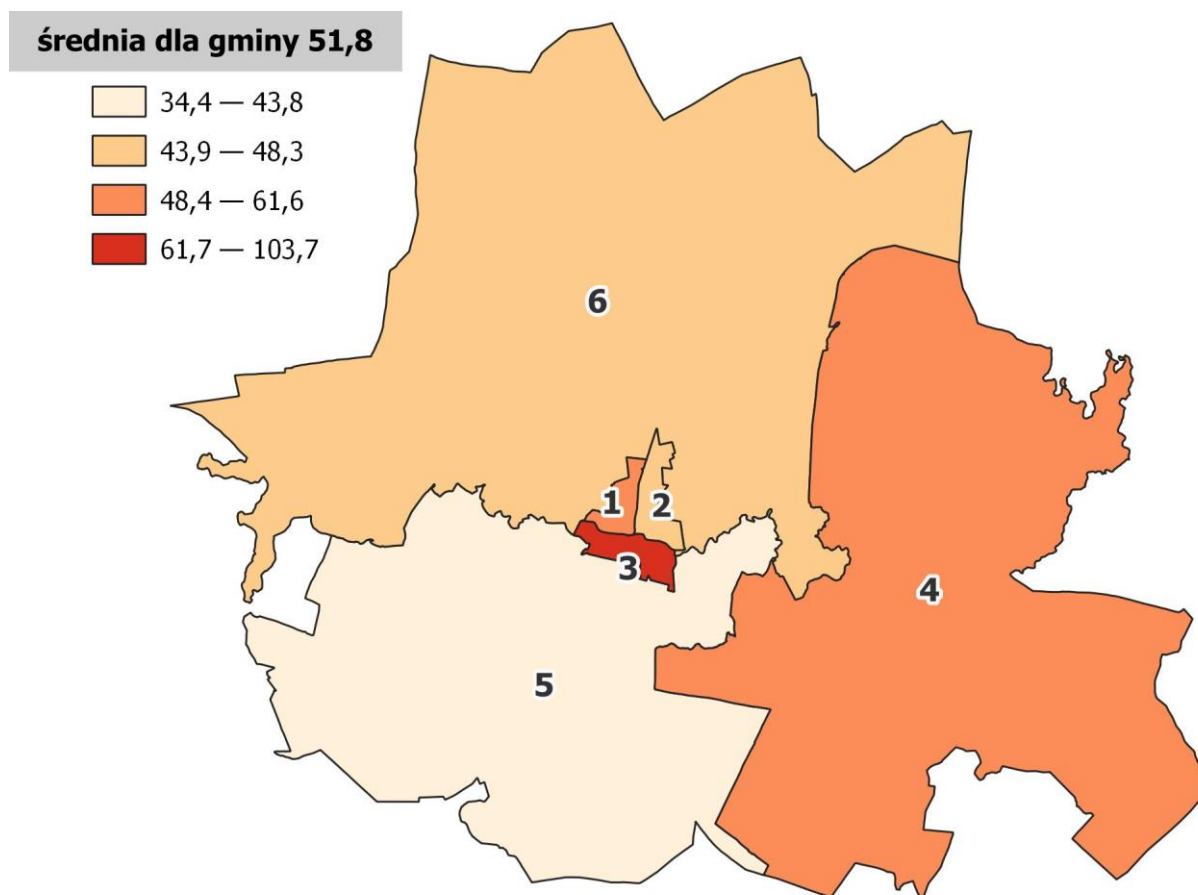 średnia dla gminy 51,8
34,4 — 43,8
43,9 — 48,3
48,4 — 61,6
61,7 — 103,7
6
1
2
3
4
5